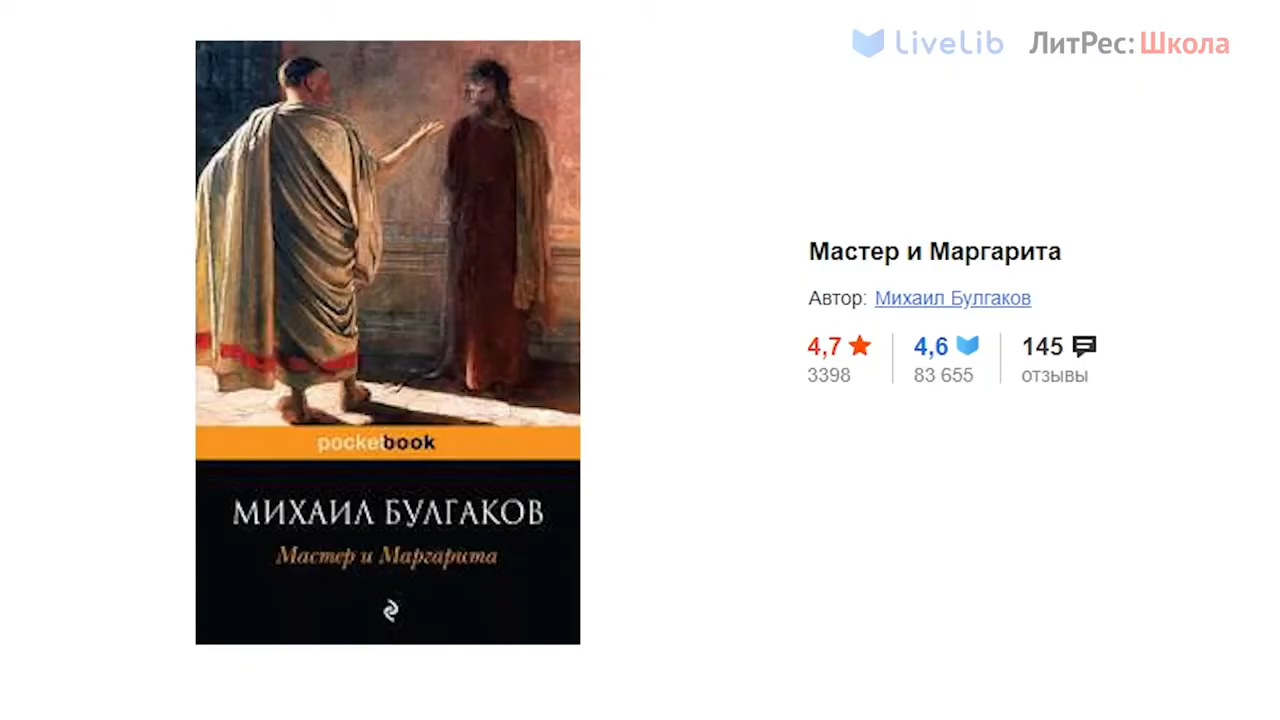 LiveLib ЛитРес: Школа
pocketbook
МИХАИЛ БУЛГАКОВ
Мастер и Маргарита
Мастер и Маргарита
Автор: Михаил Булгаков
4,7 4,6 145
3398 83 655 отзывы